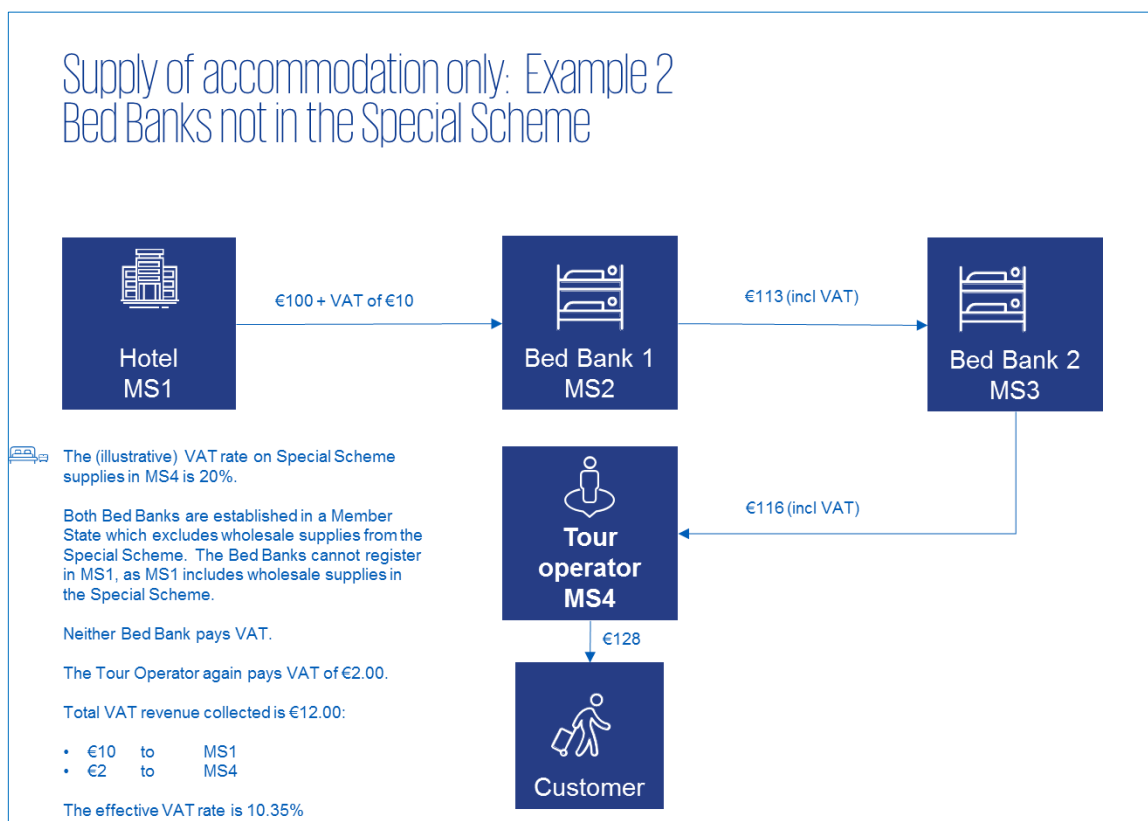 Supply of accommodation only: Example 2
Bed Banks not in the Special Scheme
Hotel
MS1
€100 + VAT of €10
Bed Bank 1
MS2
€113 (incl VAT)
Bed Bank 2
MS3
€116 (incl VAT)
Tour
operator
MS4
€128
Customer
The (illustrative) VAT rate on Special Scheme
supplies in MS4 is 20%.
Both Bed Banks are established in a Member
State which excludes wholesale supplies from the
Special Scheme. The Bed Banks cannot register
in MS1, as MS1 includes wholesale supplies in
the Special Scheme.
Neither Bed Bank pays VAT.
The Tour Operator again pays VAT of €2.00.
Total VAT revenue collected is €12.00:
• €10 to MS1
• €2 to MS4
The effective VAT rate is 10.35%